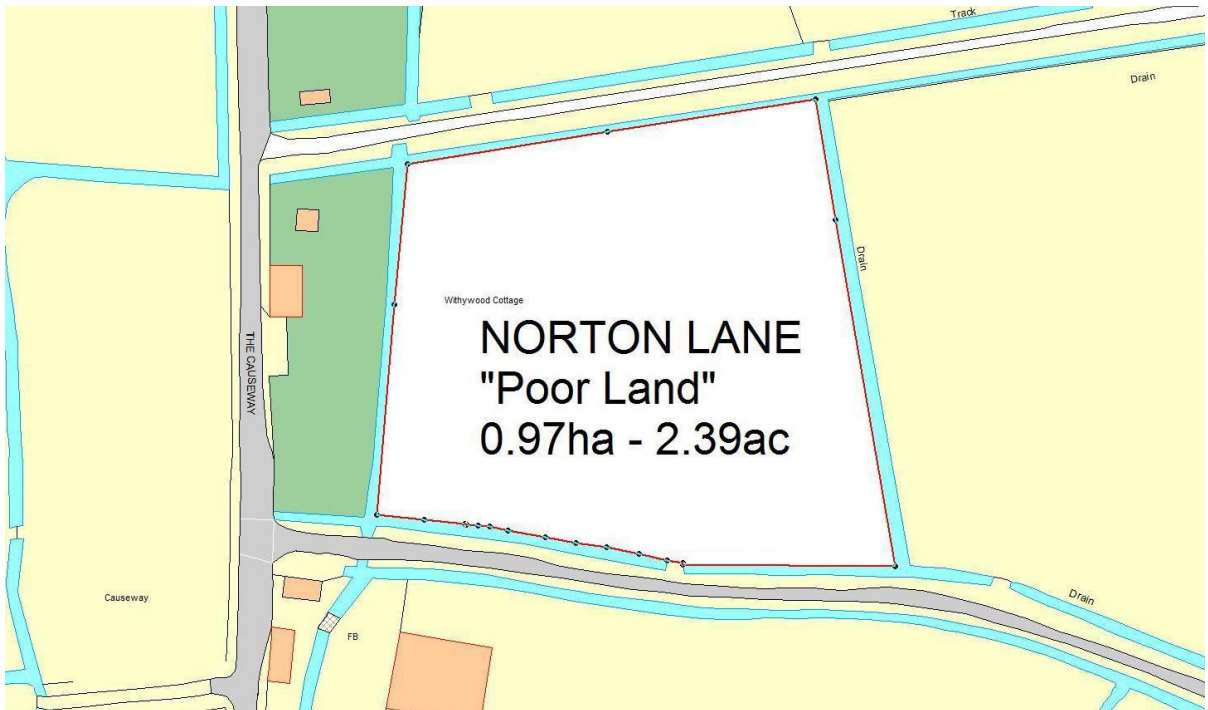 Track
Drain
Drain
Withywood Cottage
NORTON LANE
"Poor Land"
0.97ha - 2.39ac
THE CAUSEWAY
Causeway
FB
Drain